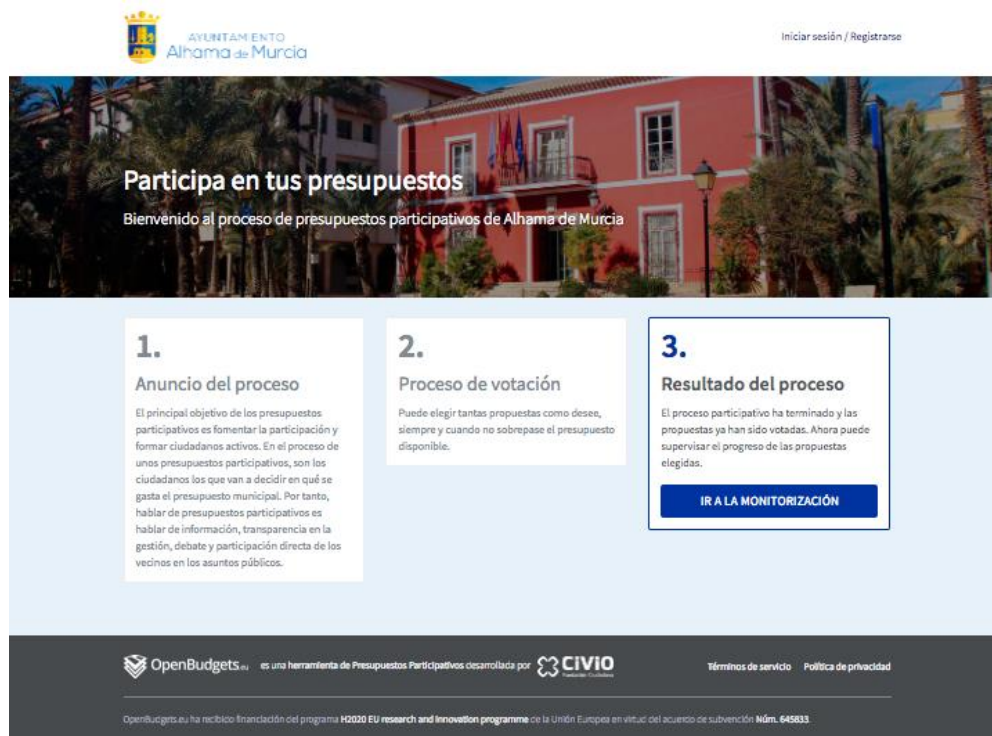 AYUNTAMIENTO
Alhama de Murcia
Iniciar sesión / Registrarse
Participa en tus presupuestos
Bienvenido al proceso de presupuestos participativos de Alhama de Murcia
1.
Anuncio del proceso
El principal objetivo de los presupuestos
participativos es fomentar la participación y
formar ciudadanos activos. En el proceso de
unos presupuestos participativos, son los
ciudadanos los que van a decidir en qué se
gasta el presupuesto municipal. Por tanto,
hablar de presupuestos participativos es
hablar de información, transparencia en la
gestión, debate y participación directa de los
vecinos en los asuntos públicos.
2.
Proceso de votación
Puede elegir tantas propuestas como desee,
siempre y cuando no sobrepase el presupuesto
disponible.
3.
Resultado del proceso
El proceso participativo ha terminado y las
propuestas ya han sido votadas. Ahora puede
supervisar el progreso de las propuestas
elegidas.
IR A LA MONITORIZACIÓN
OpenBudgets.eu es una herramienta de Presupuestos Participativos desarrollada por CIVIO
Fundación Ciudadana
Términos de servicio Política de privacidad
OpenBudgets.eu ha recibido financiación del programa H2020 EU research and innovation programme de la Unión Europea en virtud del acuerdo de subvención Núm. 645833.